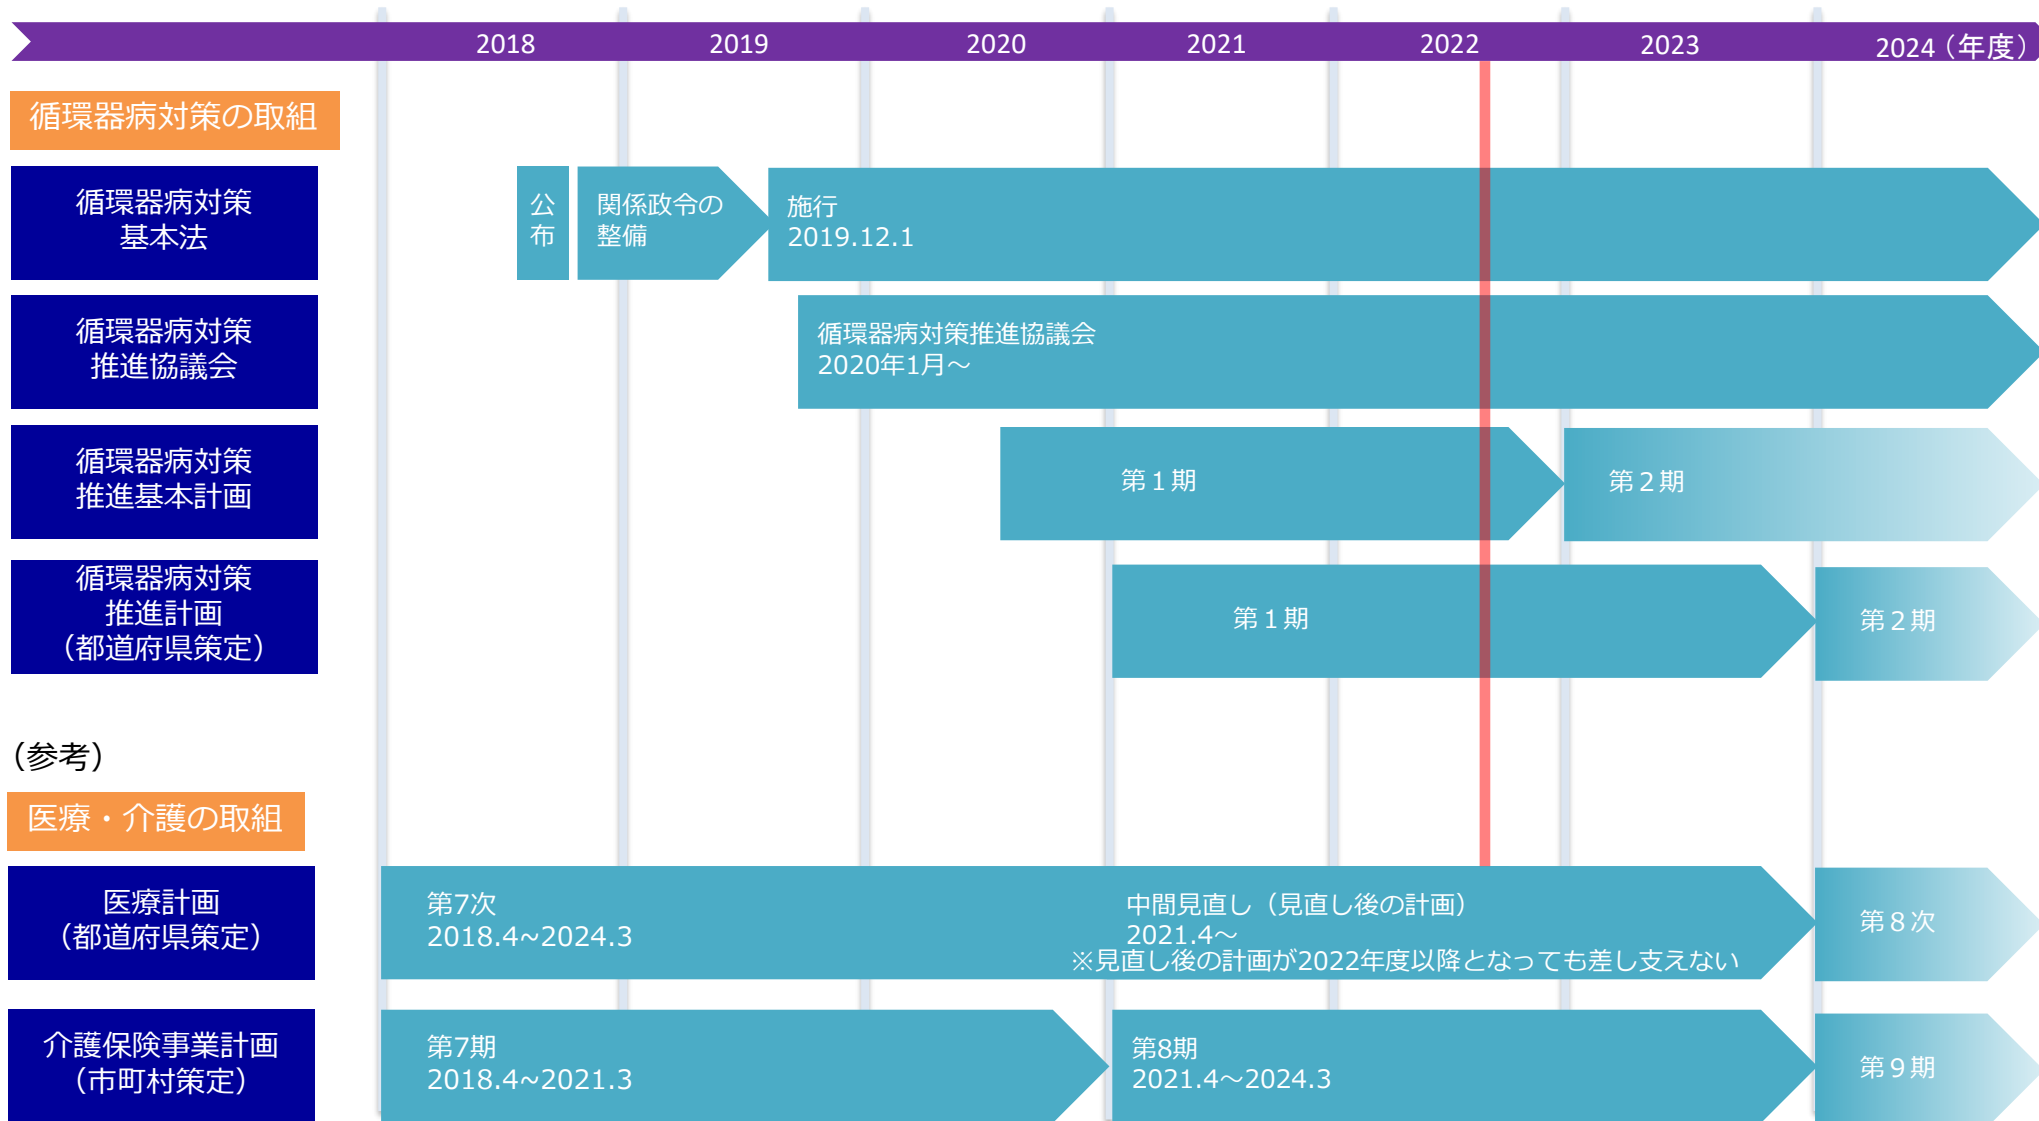 2018 2019 2020 2021 2022 2023 2024（年度）
循環器病対策の取組
循環器病対策
基本法
公
布
関係政令の
整備
施行
2019.12.1
循環器病対策
推進協議会
循環器病対策推進協議会
2020年1月～
循環器病対策
推進基本計画
第１期
第２期
循環器病対策
推進計画
（都道府県策定）
第１期
第２期
（参考）
医療・介護の取組
医療計画
（都道府県策定）
第7次
2018.4~2024.3
中間見直し（見直し後の計画）
2021.4～
※見直し後の計画が2022年度以降となっても差し支えない
第８次
介護保険事業計画
（市町村策定）
第7期
2018.4~2021.3
第8期
2021.4～2024.3
第９期